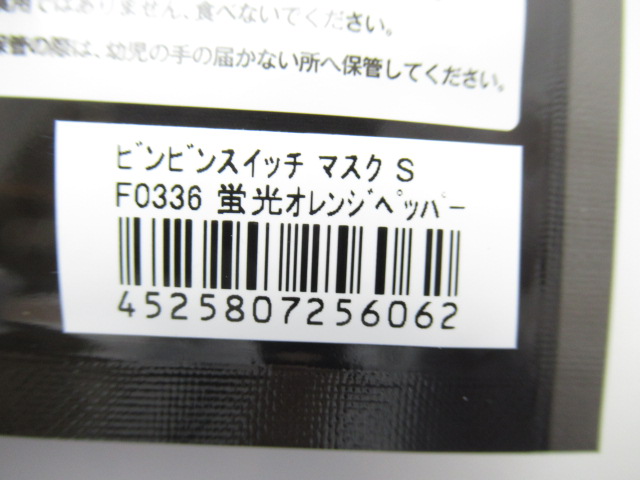 用ではありません、食べないでください。
保管の際は、幼児の手の届かない所へ保管してください。
ビンビンスイッチ マスク S
F0336 蛍光オレンジペッパー
4525807256062